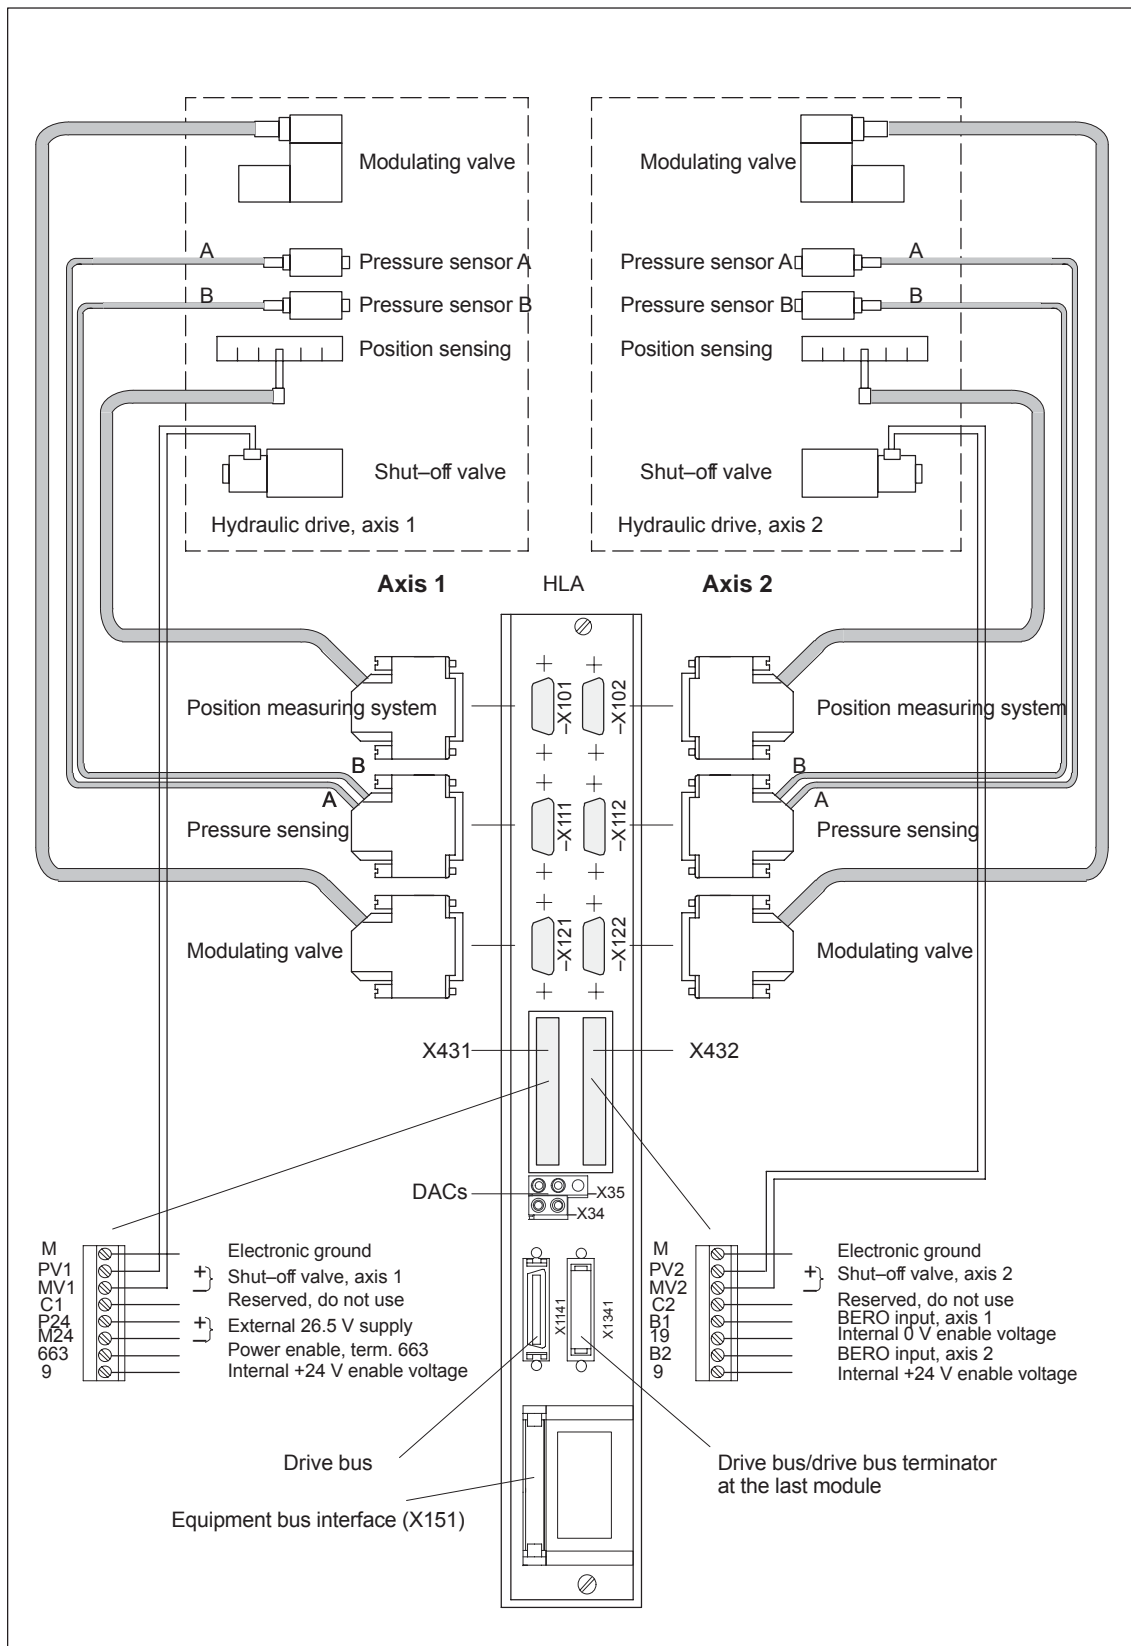 Modulating valve
Modulating valve
A
Pressure sensor A
Pressure sensor A
A
B
Pressure sensor B
Pressure sensor B
B
Position sensing
Position sensing
Shut–off valve
Shut–off valve
Hydraulic drive, axis 1
Hydraulic drive, axis 2
Axis 1
HLA
Axis 2
Position measuring system
–X101
–X102
Position measuring system
B
A
B
A
Pressure sensing
–X111
–X112
Pressure sensing
Modulating valve
–X121
–X122
Modulating valve
X431
X432
DACs
X35
X34
M
Electronic ground
PV1
+
Shut–off valve, axis 1
MV1
–
C1
Reserved, do not use
P24
+
External 26.5 V supply
M24
–
663
Power enable, term. 663
9
Internal +24 V enable voltage
X1141
X1341
M
Electronic ground
PV2
+
Shut–off valve, axis 2
MV2
–
C2
Reserved, do not use
B1
BERO input, axis 1
19
Internal 0 V enable voltage
B2
BERO input, axis 2
9
Internal +24 V enable voltage
Drive bus
Drive bus/drive bus terminator
at the last module
Equipment bus interface (X151)